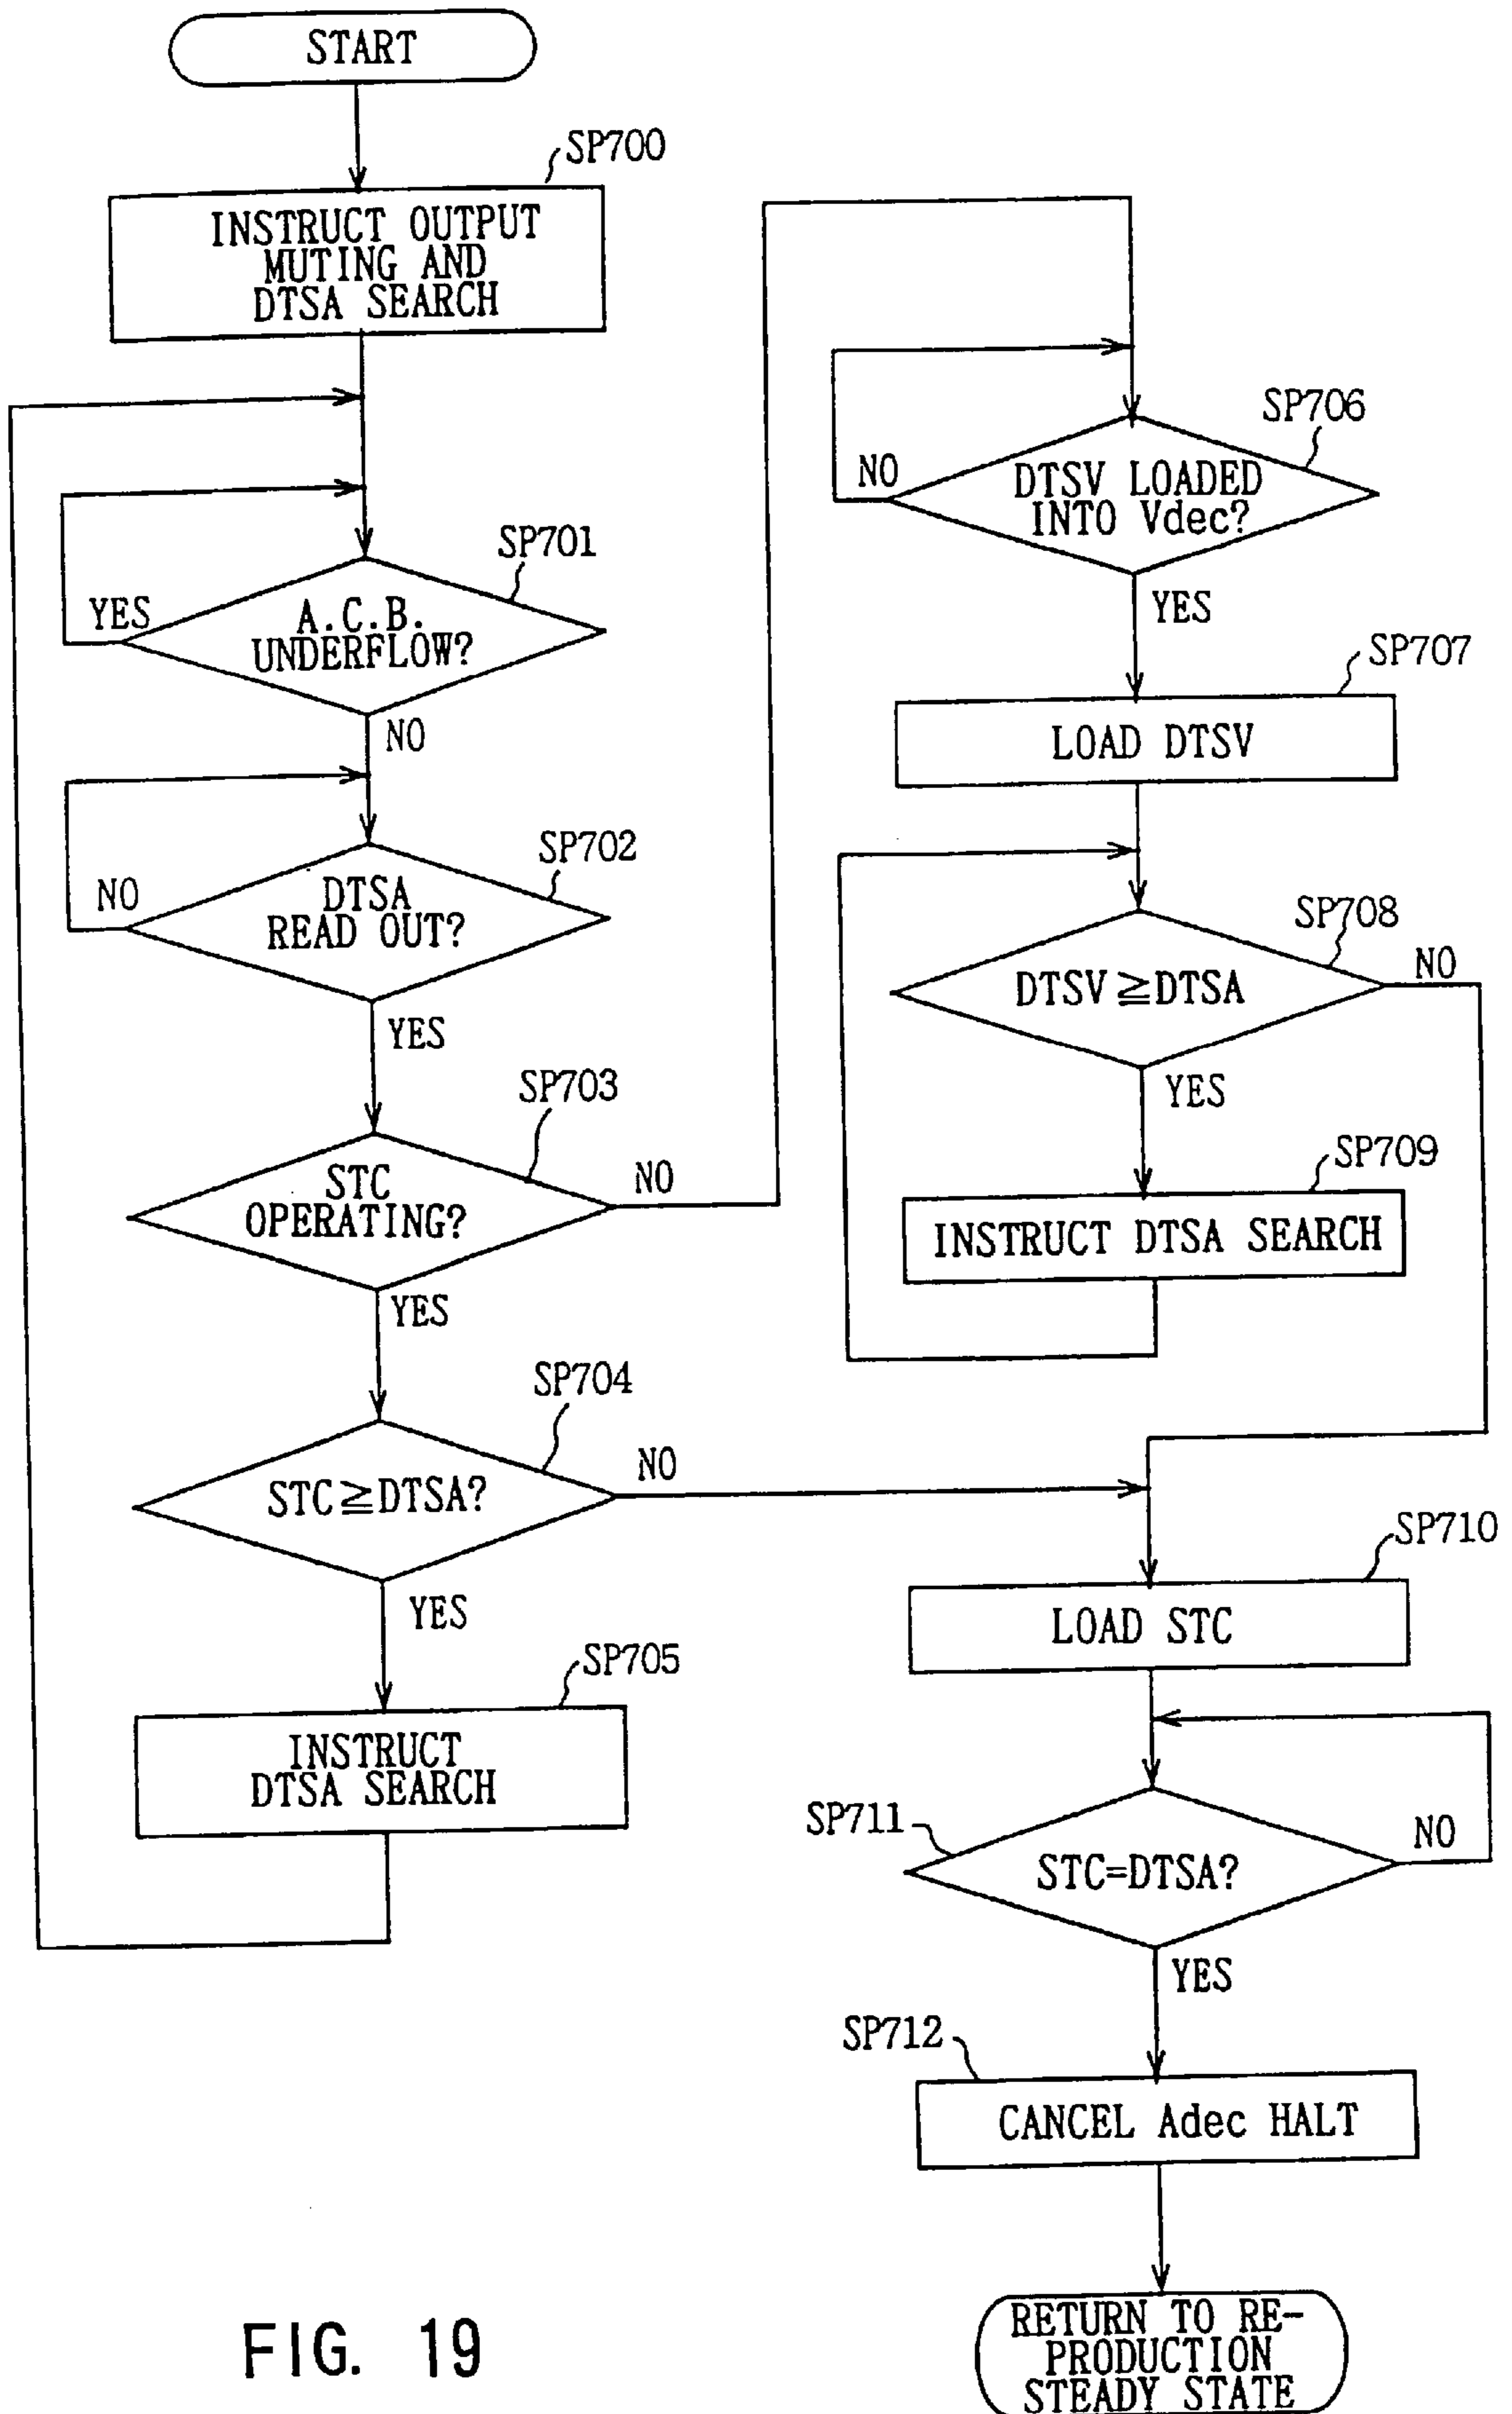 START
SP700
INSTRUCT OUTPUT
MUTING AND
DTSA SEARCH
SP701
YES
A.C.B.
UNDERFLOW?
NO
SP702
NO
DTSA
READ OUT?
YES
SP703
STC
OPERATING?
NO
YES
SP704
STC≧DTSA?
NO
YES
SP705
INSTRUCT
DTSA SEARCH
SP706
NO
DTSV LOADED
INTO Vdec?
YES
SP707
LOAD DTSV
SP708
DTSV≧DTSA
NO
YES
SP709
INSTRUCT DTSA SEARCH
SP710
LOAD STC
SP711
STC=DTSA?
NO
YES
SP712
CANCEL Adec HALT
RETURN TO RE-
PRODUCTION
STEADY STATE
FIG. 19